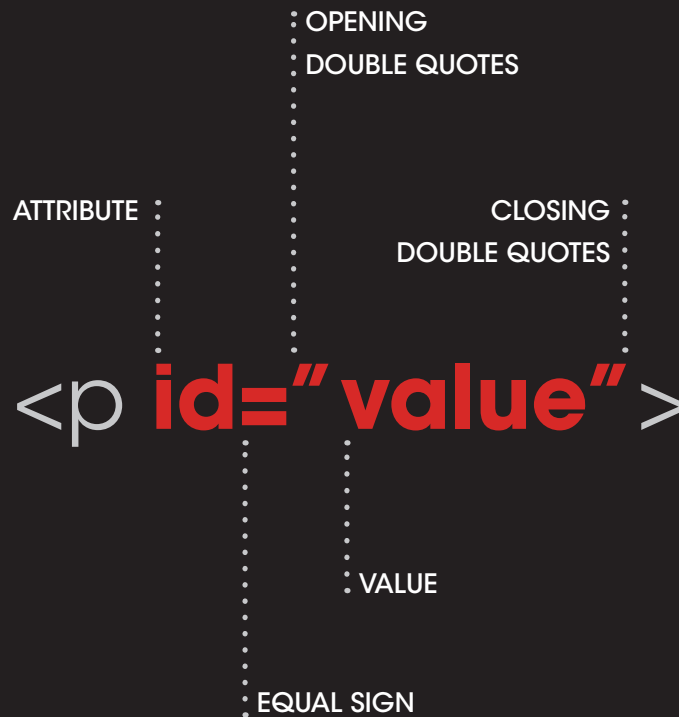 OPENING
DOUBLE QUOTES
ATTRIBUTE
CLOSING
DOUBLE QUOTES
<p id="value">
VALUE
EQUAL SIGN